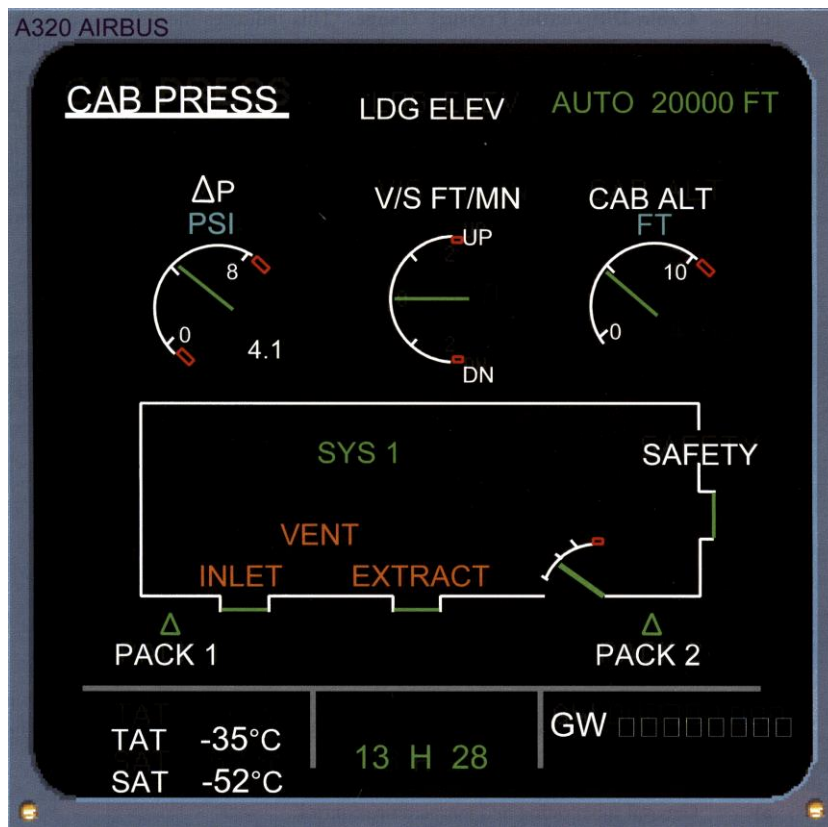 A320 AIRBUS
CAB PRESS
LDG ELEV
AUTO 20000 FT
ΔP
PSI
8
0
4.1
V/S FT/MN
UP
DN
CAB ALT
FT
10
0
SYS 1
SAFETY
VENT
INLET
EXTRACT
PACK 1
PACK 2
TAT -35°C
SAT -52°C
13 H 28
GW